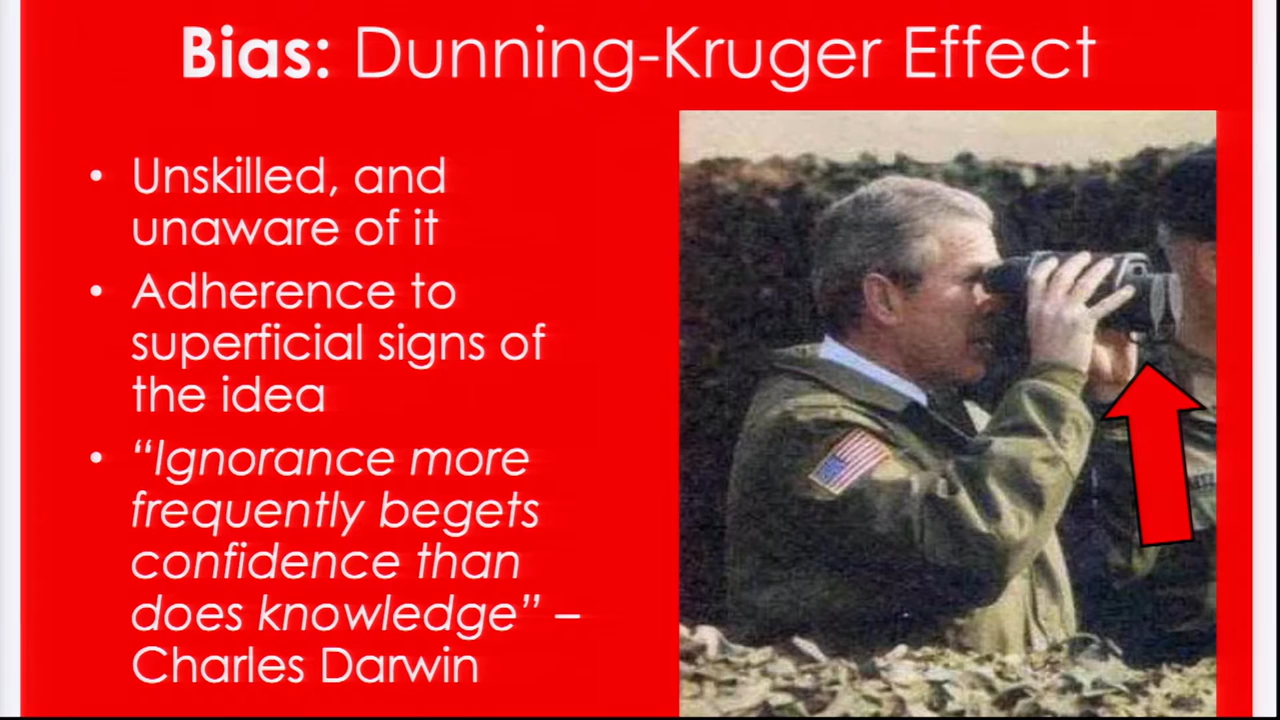 Bias: Dunning-Kruger Effect
• Unskilled, and
unaware of it
• Adherence to
superficial signs of
the idea
• “Ignorance more
frequently begets
confidence than
does knowledge” –
Charles Darwin